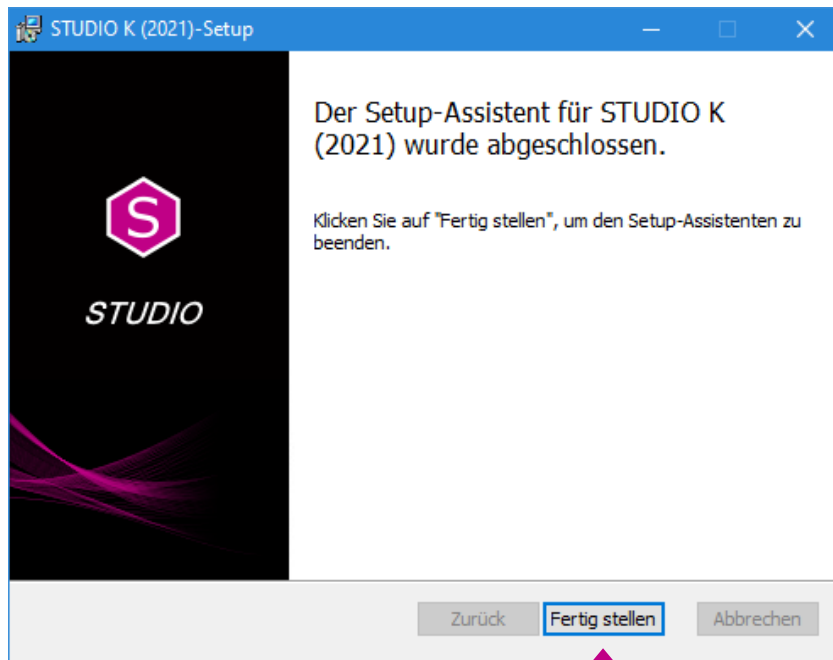 STUDIO K (2021)-Setup
Der Setup-Assistent für STUDIO K
(2021) wurde abgeschlossen.
Klicken Sie auf "Fertig stellen", um den Setup-Assistenten zu
beenden.
S
STUDIO
Zurück
Fertig stellen
Abbrechen